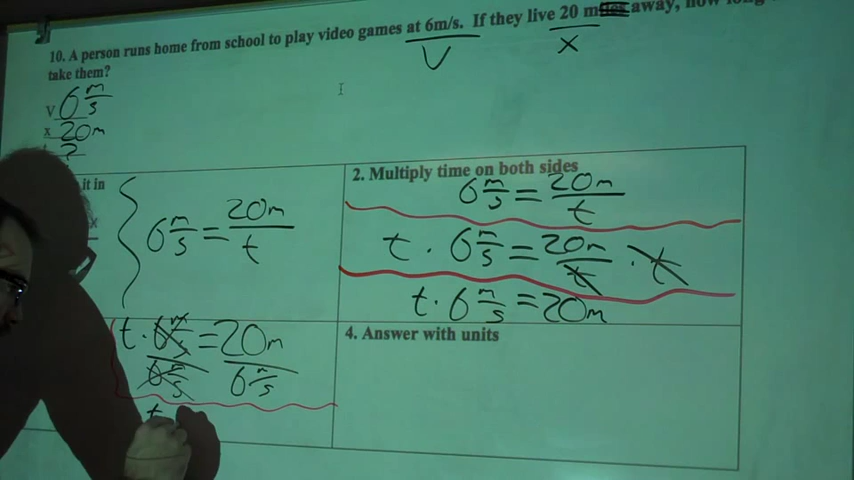 10. A person runs home from school to play video games at 6m/s. If they live 20 m away, how
take them?
V
x
v 6 m/s
x 20m
t ?
it in
x
6 m/s = 20m/t
2. Multiply time on both sides
6 m/s = 20m/t
t · 6 m/s = 20m/t · t
t · 6 m/s = 20m
t · 6 m/s = 20m
6 m/s 6 m/s
t
4. Answer with units